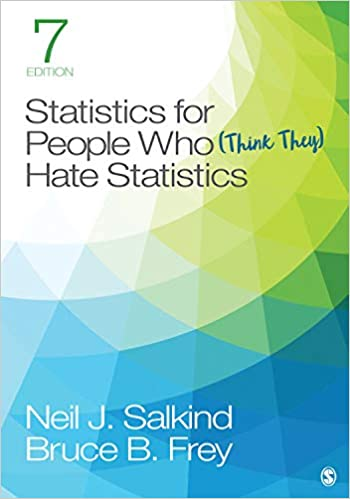 7
EDITION
Statistics for
People Who (Think They)
Hate Statistics
Neil J. Salkind
Bruce B. Frey
S